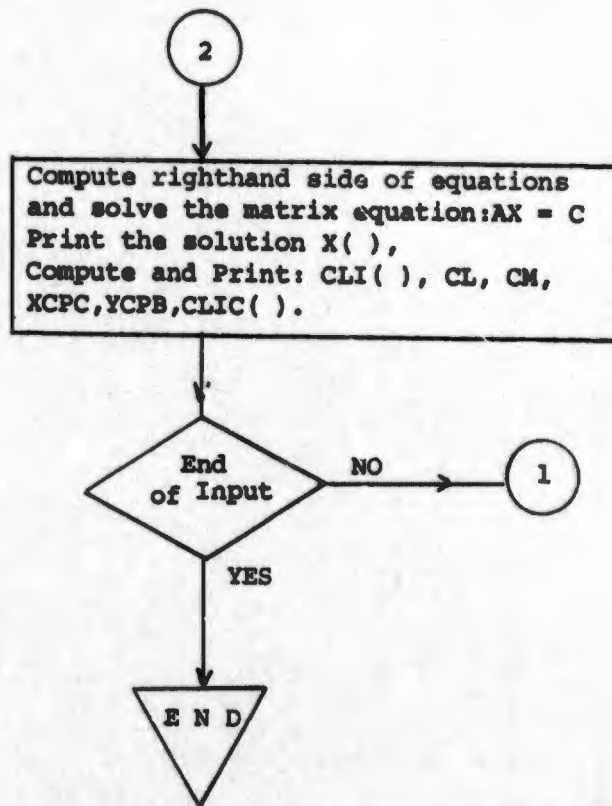 2
Compute righthand side of equations
and solve the matrix equation:AX = C
Print the solution X( ),
Compute and Print: CLI( ), CL, CM,
XCPC,YCPB,CLIC( ).
End
of Input
NO
1
YES
E N D